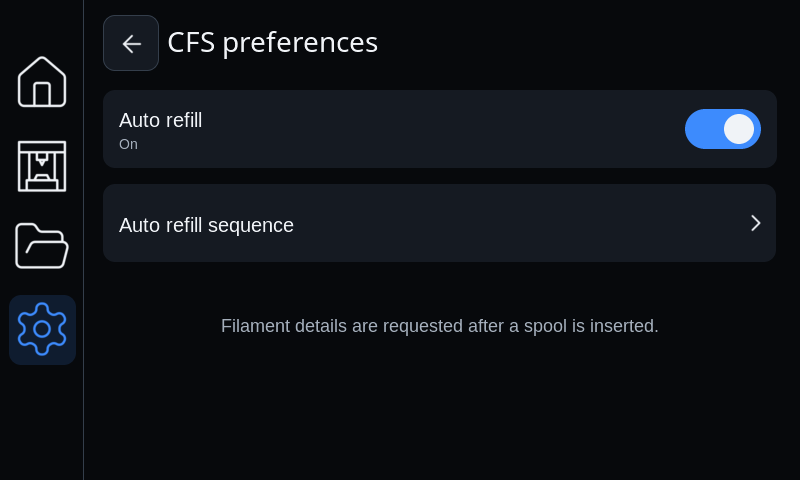 CFS preferences
Auto refill
On
Auto refill sequence
Filament details are requested after a spool is inserted.